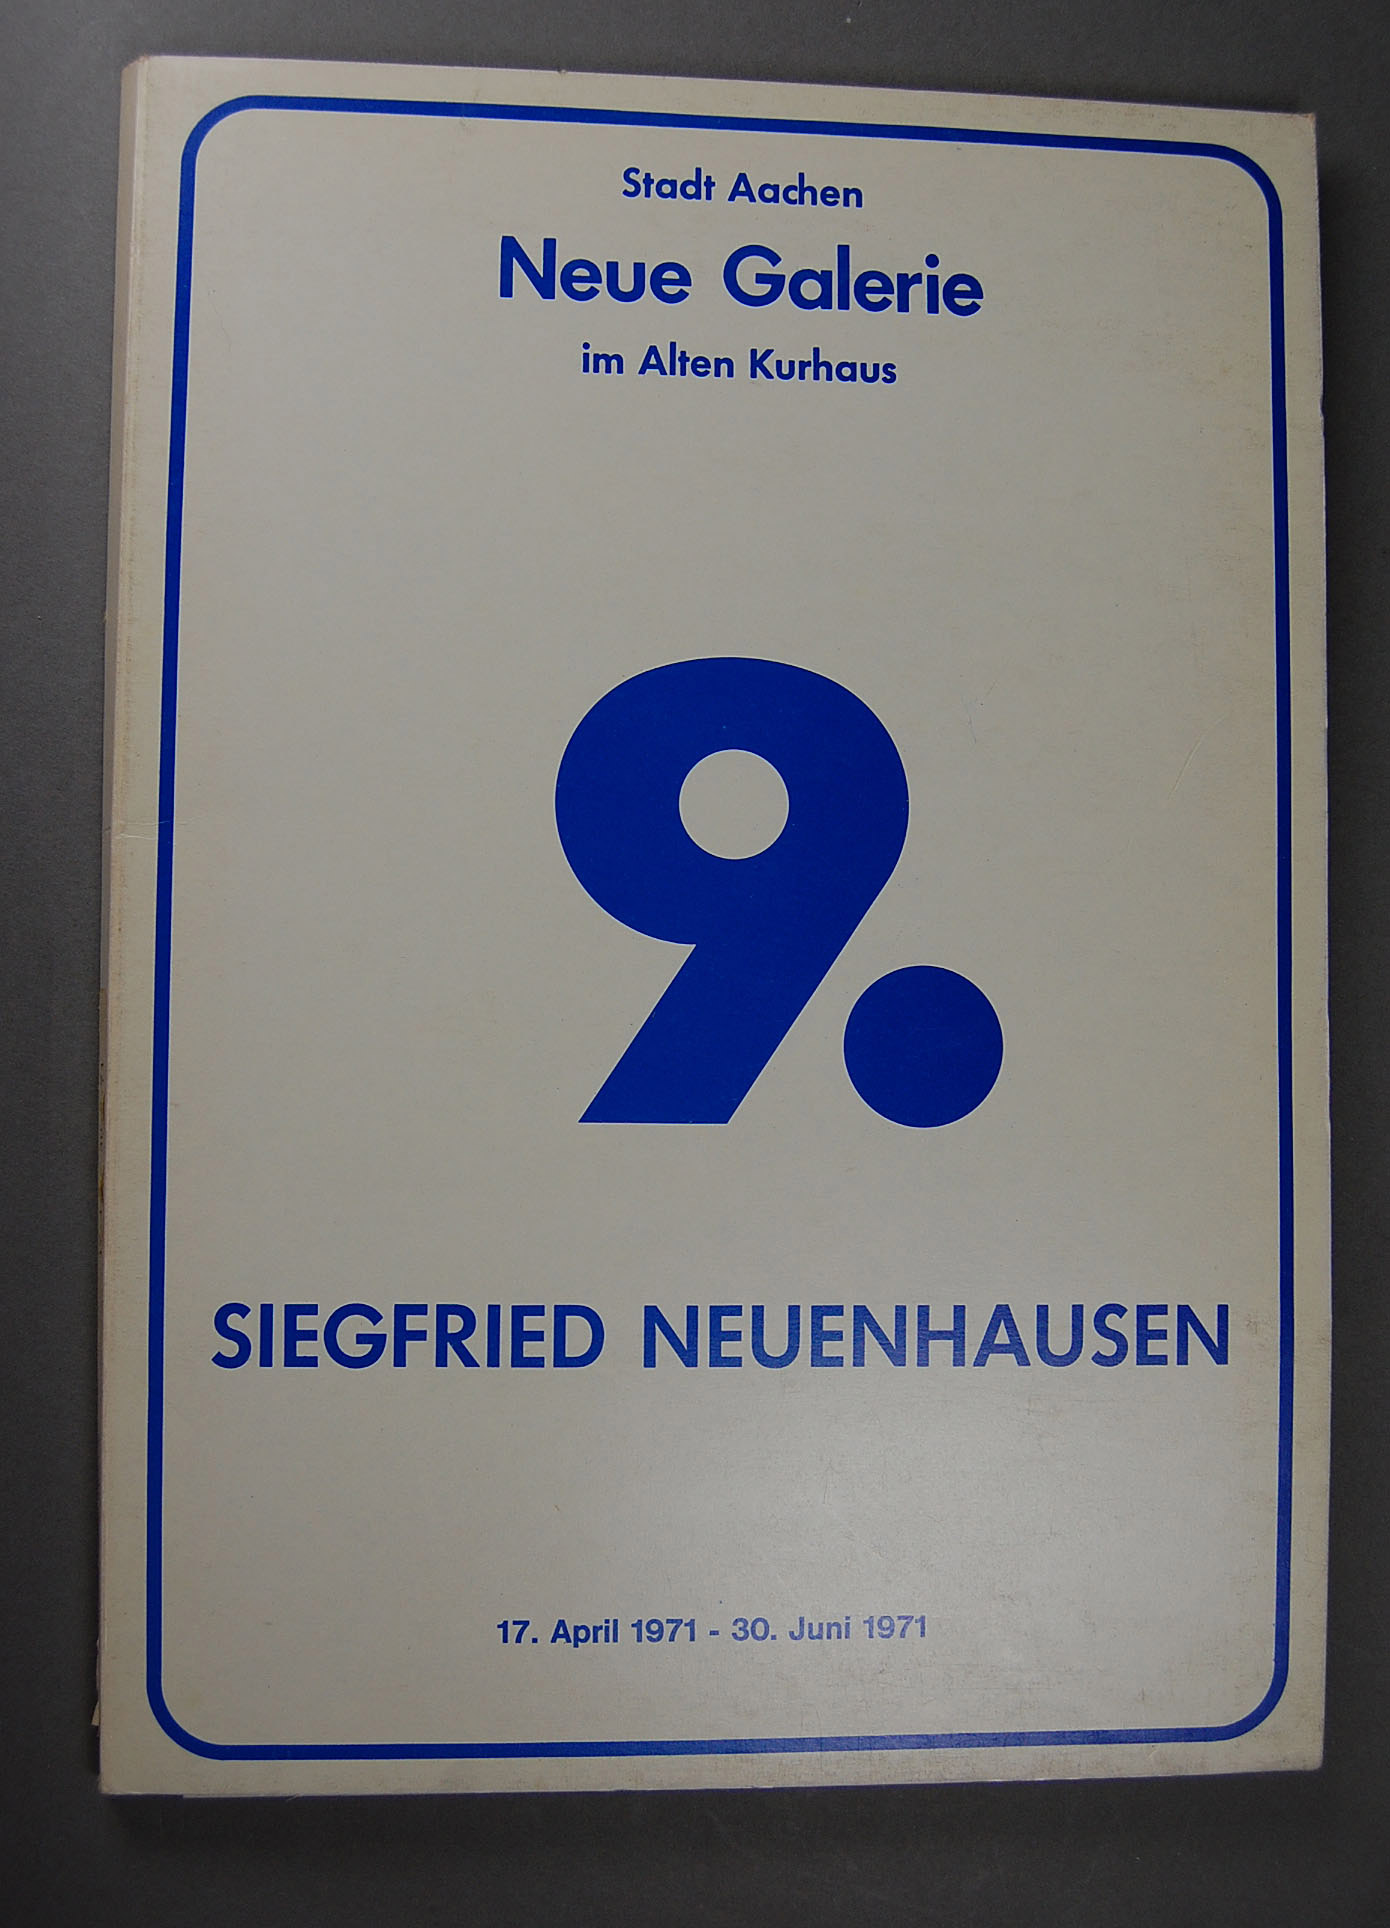 Stadt Aachen
Neue Galerie
im Alten Kurhaus
9.
SIEGFRIED NEUENHAUSEN
17. April 1971 - 30. Juni 1971